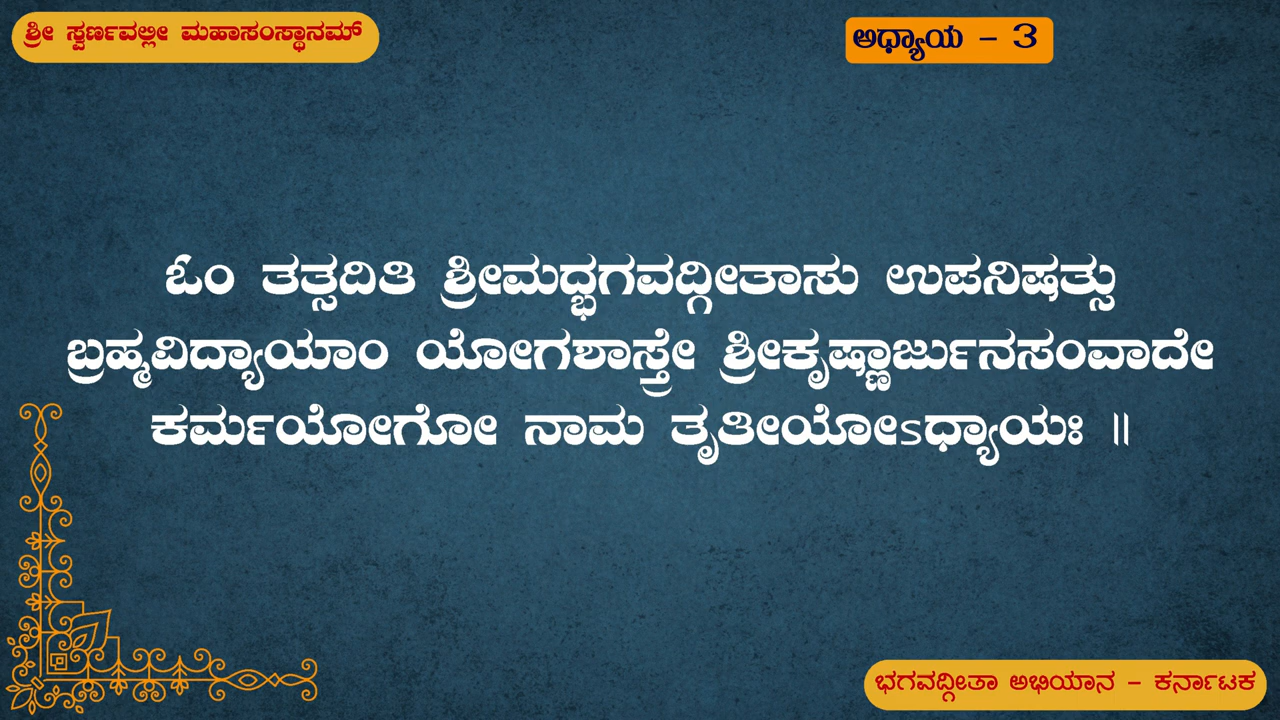 ಶ್ರೀ ಸ್ವರ್ಣವಲ್ಲೀ ಮಹಾಸಂಸ್ಥಾನಮ್
ಅಧ್ಯಾಯ - 3
ಓಂ ತತ್ಸದಿತಿ ಶ್ರೀಮದ್ಭಗವದ್ಗೀತಾಸು ಉಪನಿಷತ್ಸು
ಬ್ರಹ್ಮವಿದ್ಯಾಯಾಂ ಯೋಗಶಾಸ್ತ್ರೇ ಶ್ರೀಕೃಷ್ಣಾರ್ಜುನಸಂವಾದೇ
ಕರ್ಮಯೋಗೋ ನಾಮ ತೃತೀಯೋsಧ್ಯಾಯಃ ॥
ಭಗವದ್ಗೀತಾ ಅಭಿಯಾನ - ಕರ್ನಾಟಕ